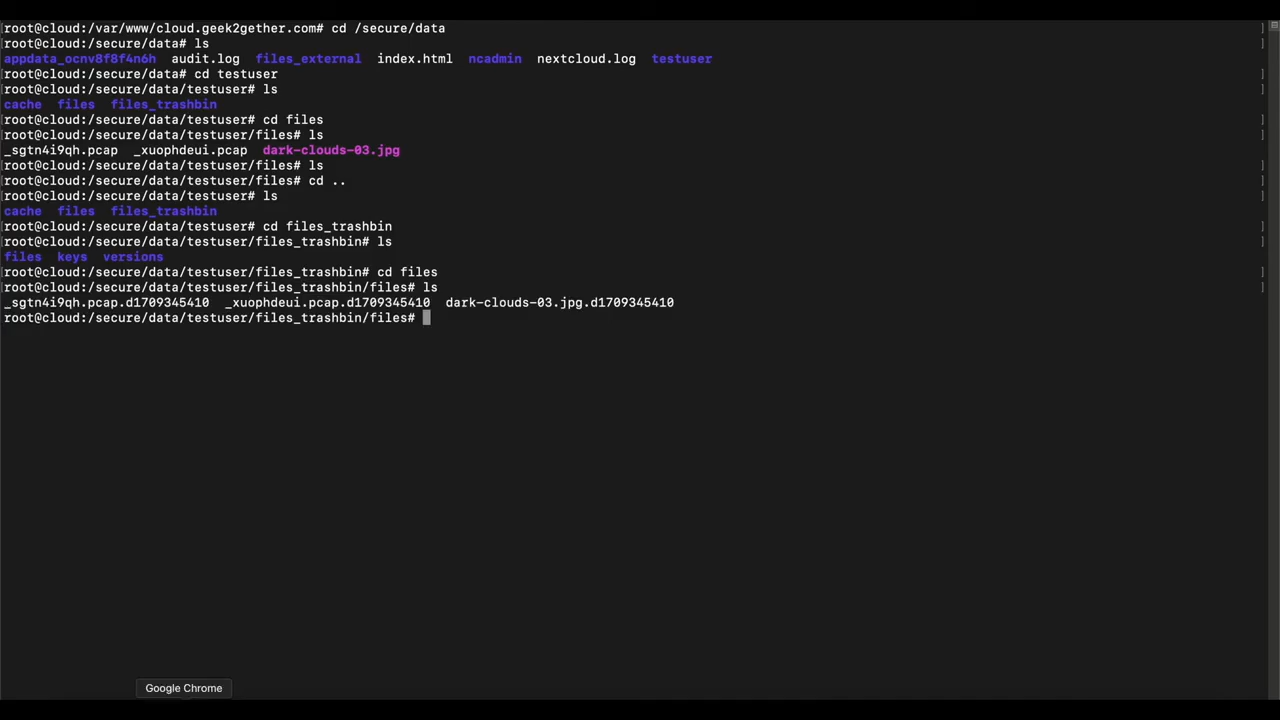 [root@cloud:/var/www/cloud.geek2gether.com# cd /secure/data ]
[root@cloud:/secure/data# ls ]
appdata_ocnv8f8f4n6h audit.log files_external index.html ncadmin nextcloud.log testuser
[root@cloud:/secure/data# cd testuser ]
[root@cloud:/secure/data/testuser# ls ]
cache files files_trashbin
[root@cloud:/secure/data/testuser# cd files ]
[root@cloud:/secure/data/testuser/files# ls ]
_sgtn4i9qh.pcap _xuophdeui.pcap dark-clouds-03.jpg
[root@cloud:/secure/data/testuser/files# ls ]
[root@cloud:/secure/data/testuser/files# cd .. ]
[root@cloud:/secure/data/testuser# ls ]
cache files files_trashbin
[root@cloud:/secure/data/testuser# cd files_trashbin ]
[root@cloud:/secure/data/testuser/files_trashbin# ls ]
files keys versions
[root@cloud:/secure/data/testuser/files_trashbin# cd files ]
[root@cloud:/secure/data/testuser/files_trashbin/files# ls ]
_sgtn4i9qh.pcap.d1709345410 _xuophdeui.pcap.d1709345410 dark-clouds-03.jpg.d1709345410
root@cloud:/secure/data/testuser/files_trashbin/files#
Google Chrome